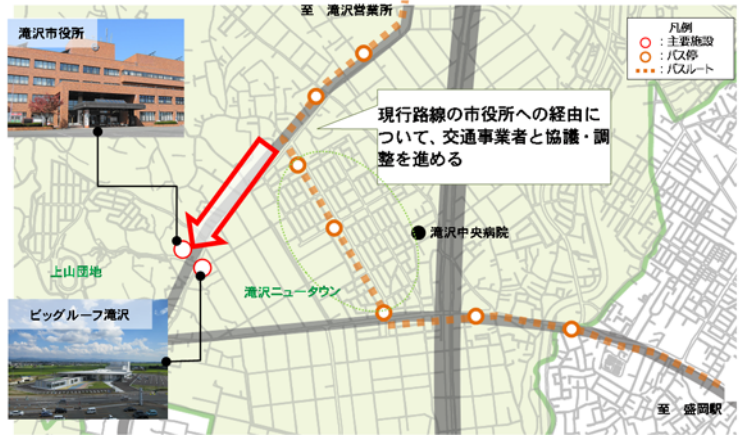 至 滝沢営業所
滝沢市役所
凡例
:主要施設
:バス停
:バスルート
現行路線の市役所への経由に
ついて、交通事業者と協議・調
整を進める
滝沢中央病院
上山団地
滝沢ニュータウン
ビッグルーフ滝沢
至 盛岡駅